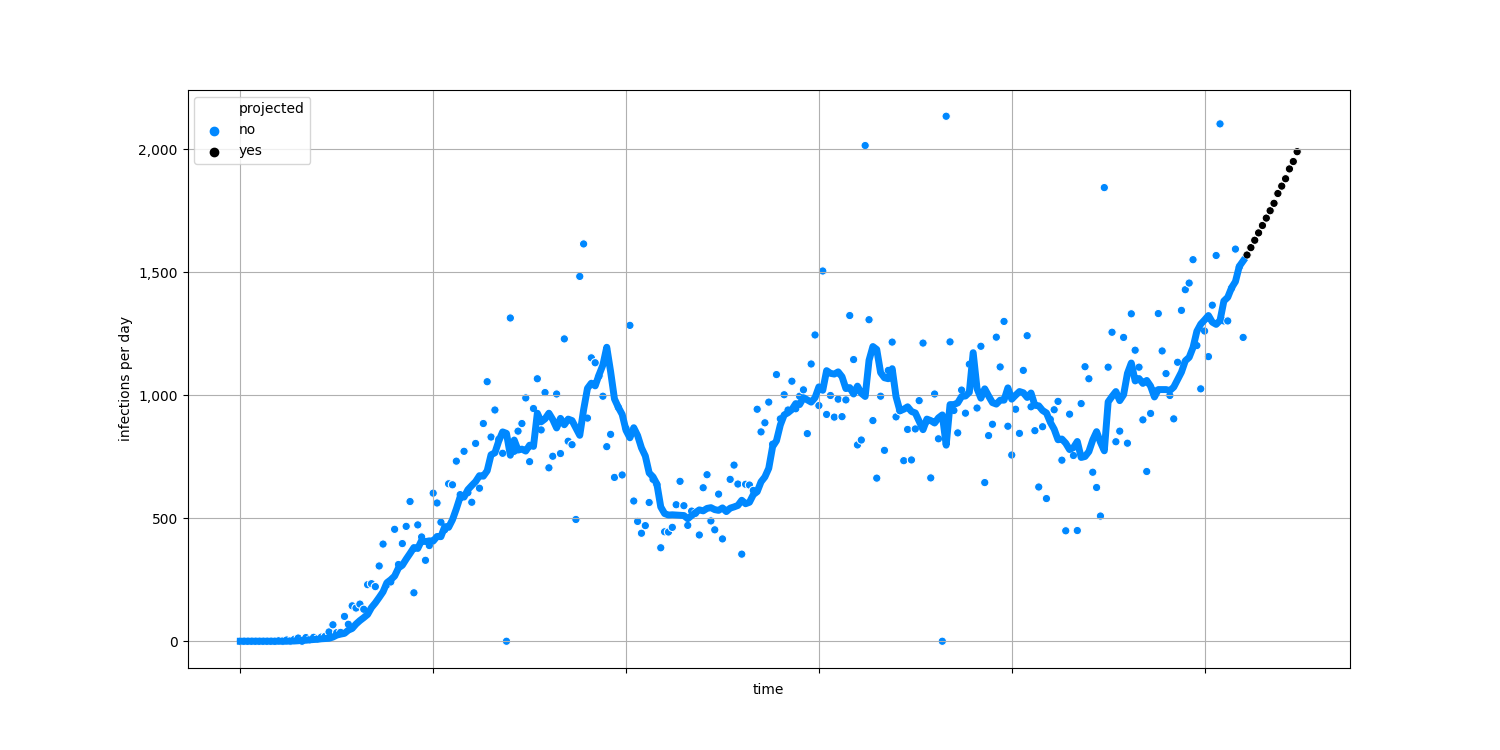 projected
no
yes
2,000
1,500
1,000
500
0
infections per day
time